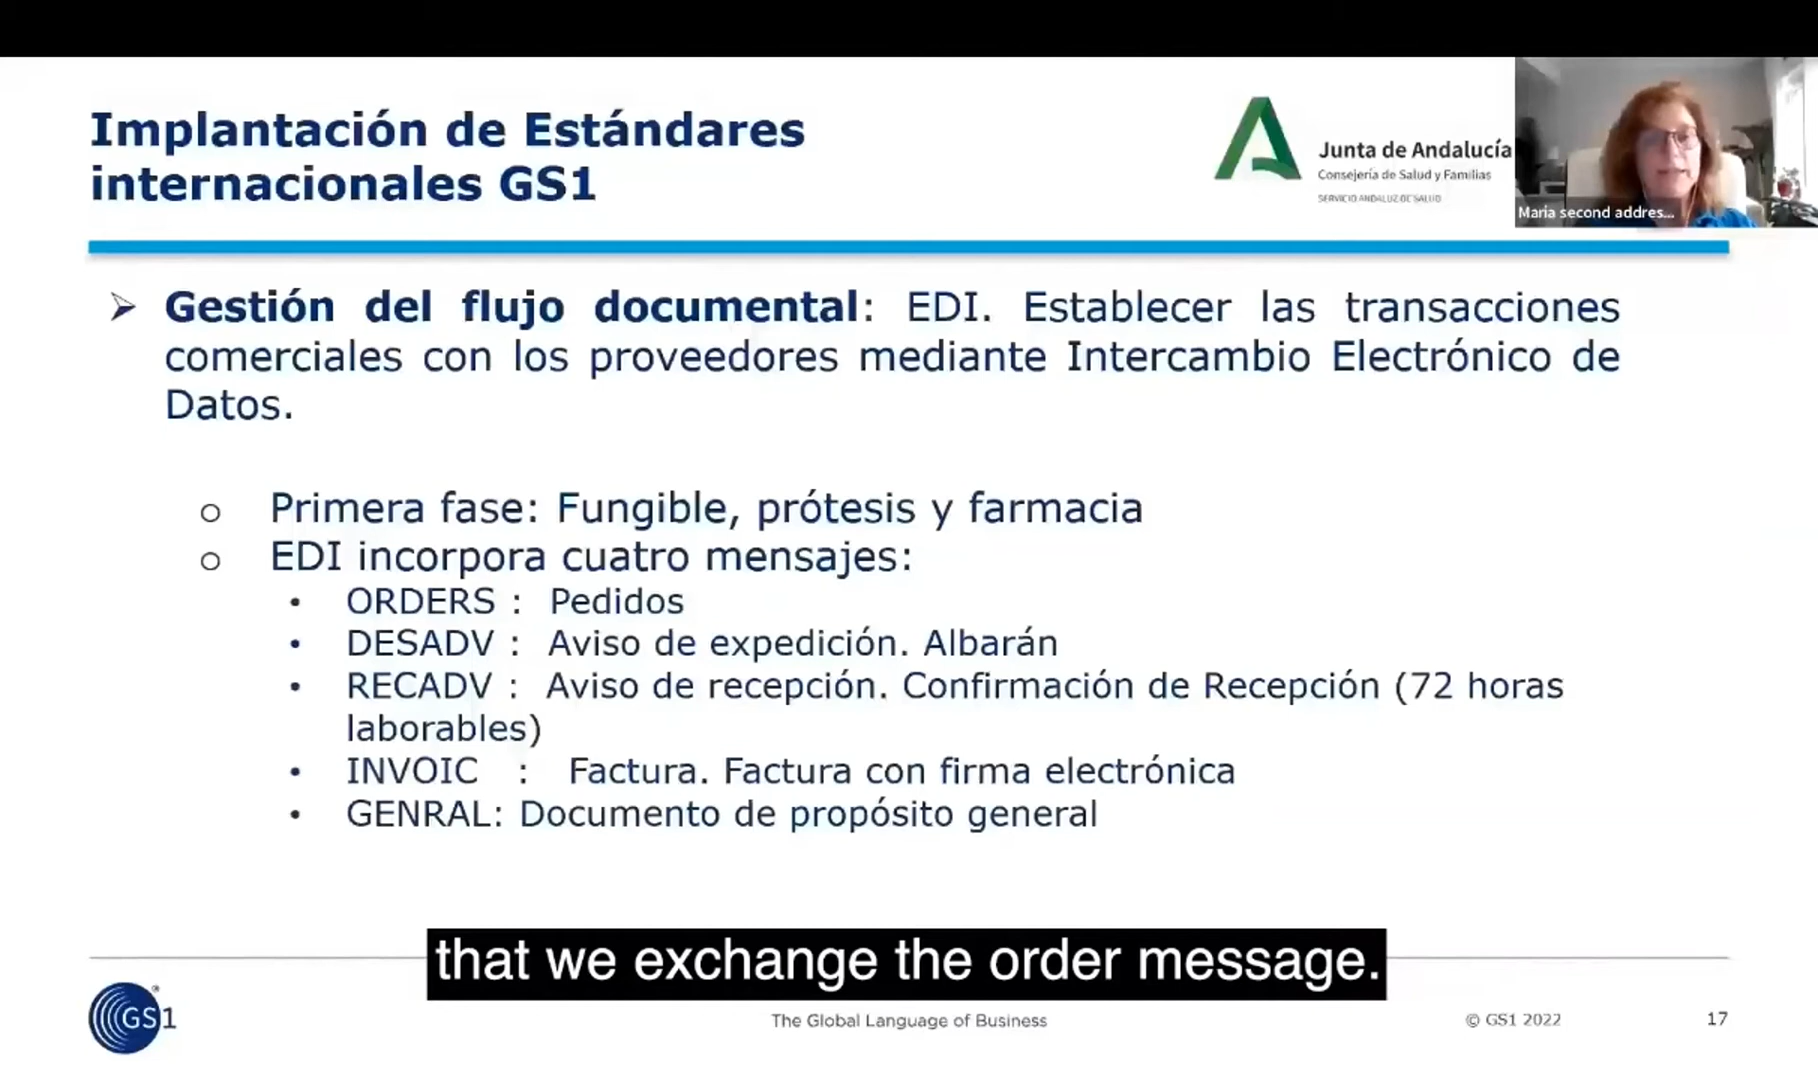 Implantación de Estándares
internacionales GS1
Junta de Andalucía
Consejería de Salud y Familias
SERVICIO ANDALUZ DE SALUD
Maria second addres...
➢ Gestión del flujo documental: EDI. Establecer las transacciones
comerciales con los proveedores mediante Intercambio Electrónico de
Datos.
o Primera fase: Fungible, prótesis y farmacia
o EDI incorpora cuatro mensajes:
• ORDERS : Pedidos
• DESADV : Aviso de expedición. Albarán
• RECADV : Aviso de recepción. Confirmación de Recepción (72 horas
laborables)
• INVOIC : Factura. Factura con firma electrónica
• GENRAL: Documento de propósito general
that we exchange the order message.
GS1®
The Global Language of Business
© GS1 2022
17